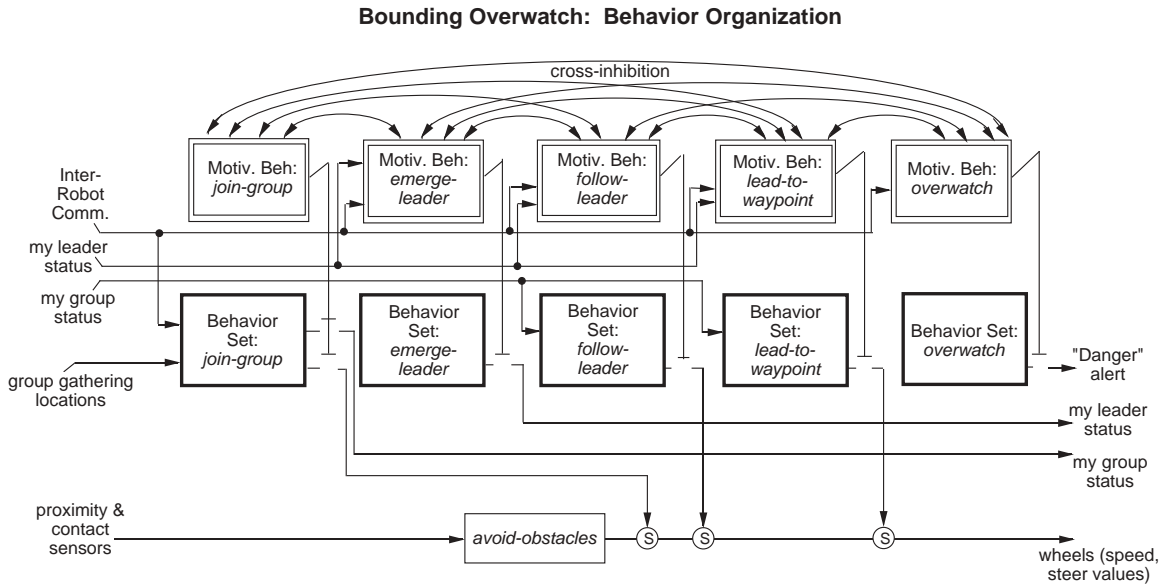 Bounding Overwatch:  Behavior Organization
cross-inhibition
Motiv. Beh:
join-group
Motiv. Beh:
emerge-
leader
Motiv. Beh:
follow-
leader
Motiv. Beh:
lead-to-
waypoint
Motiv. Beh:
overwatch
Inter-
Robot
Comm.
my leader
status
my group
status
group gathering
locations
Behavior
Set:
join-group
Behavior
Set:
emerge-
leader
Behavior
Set:
follow-
leader
Behavior
Set:
lead-to-
waypoint
Behavior Set:
overwatch
"Danger"
alert
my leader
status
my group
status
proximity &
contact
sensors
avoid-obstacles
S
S
S
wheels (speed,
steer values)